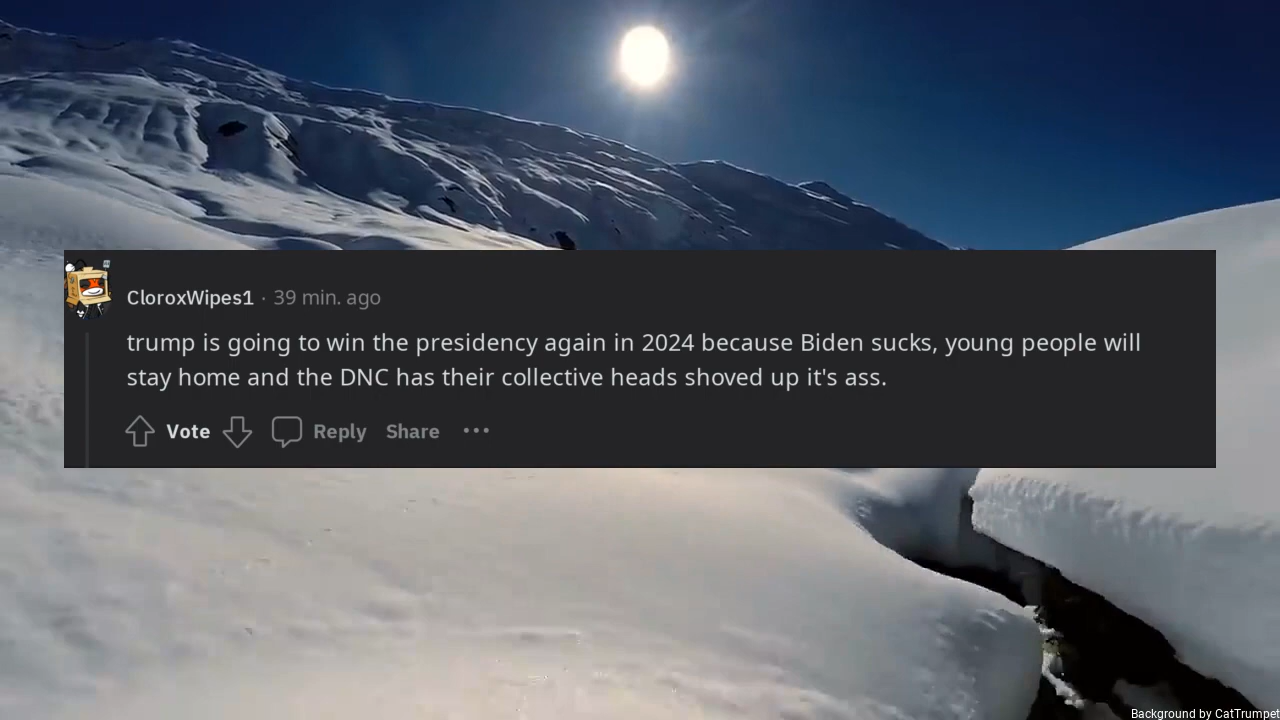 CloroxWipes1 · 39 min. ago
trump is going to win the presidency again in 2024 because Biden sucks, young people will
stay home and the DNC has their collective heads shoved up it's ass.
Vote Reply Share ...
Background by CatTrumpet